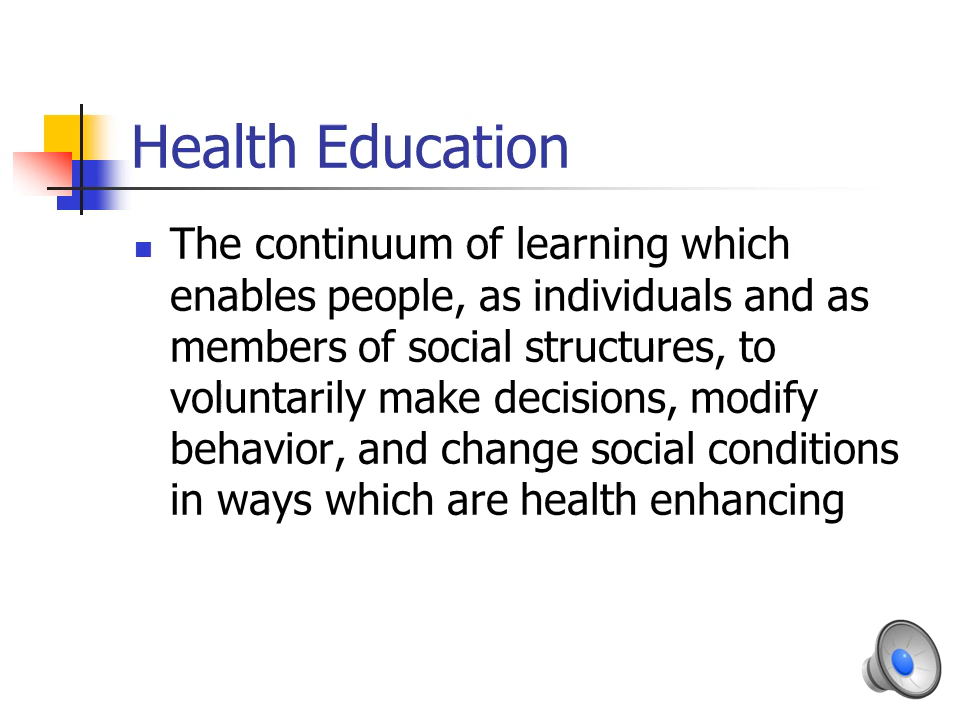 Health Education
The continuum of learning which
enables people, as individuals and as
members of social structures, to
voluntarily make decisions, modify
behavior, and change social conditions
in ways which are health enhancing